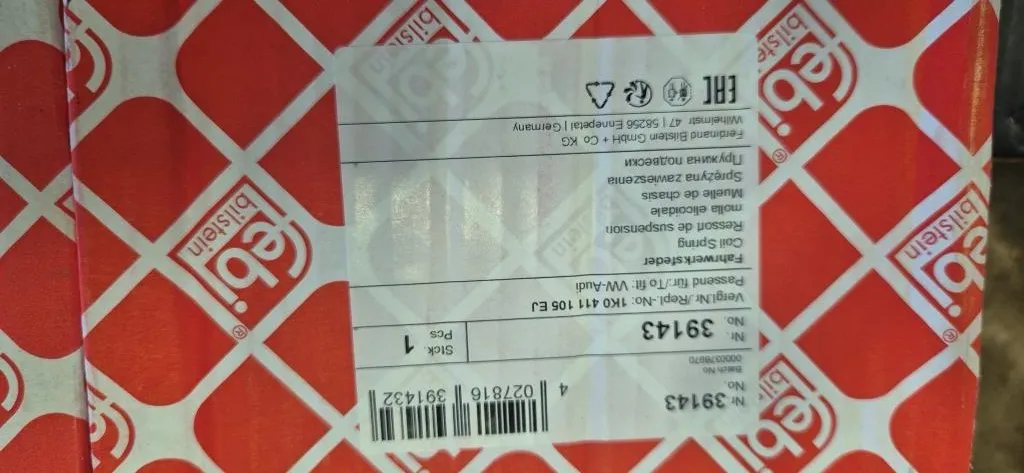 febi
bilstein
®
Nr.
No. 39143
Batch No
4 027816 391432
Nr.
No. 39143
Stck.
Pcs 1
Vergl.Nr./Repl.-No: 1K0 411 105 EJ
Passend für:/To fit: VW-Audi
Fahrwerksfeder
Coil Spring
Ressort de suspension
molla elicoidale
Muelle de chasis
Sprężyna zawieszenia
Пружина подвески
Ferdinand Bilstein GmbH + Co. KG
Wilhelmstr. 47 | 58256 Ennepetal | Germany
EAC